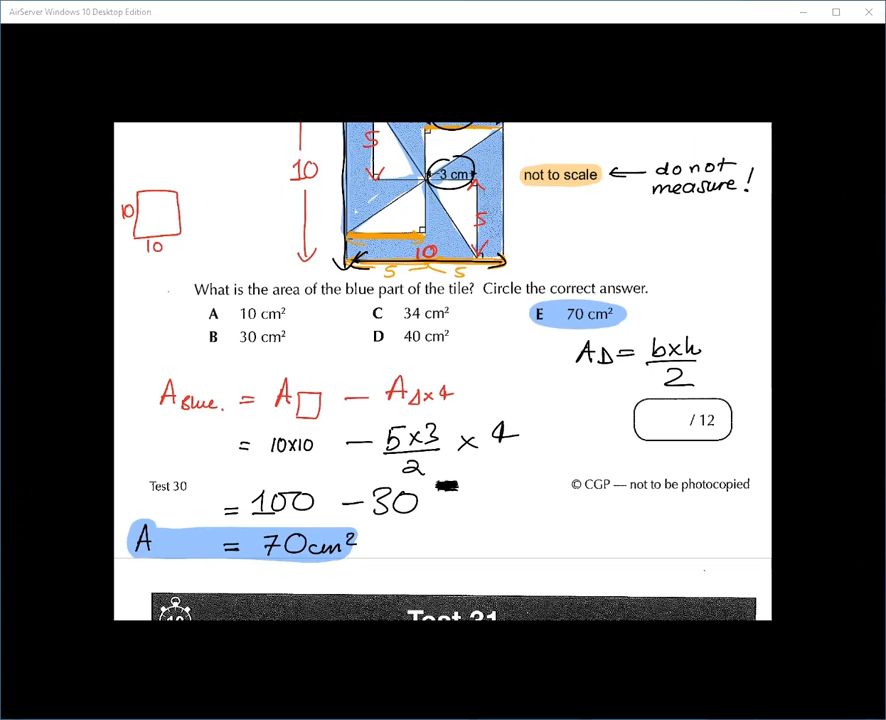 AirServer Windows 10 Desktop Edition
5
10
3 cm
not to scale
do not
measure!
10
10
5
10
5
5
What is the area of the blue part of the tile? Circle the correct answer.
A 10 cm² C 34 cm² E 70 cm²
B 30 cm² D 40 cm²
A△ = b×h
2
A Blue. = A□ - A△×4
= 10×10 - 5×3 × 4
2
/ 12
Test 30
© CGP — not to be photocopied
= 100 - 30
A = 70cm²
10
Test 31